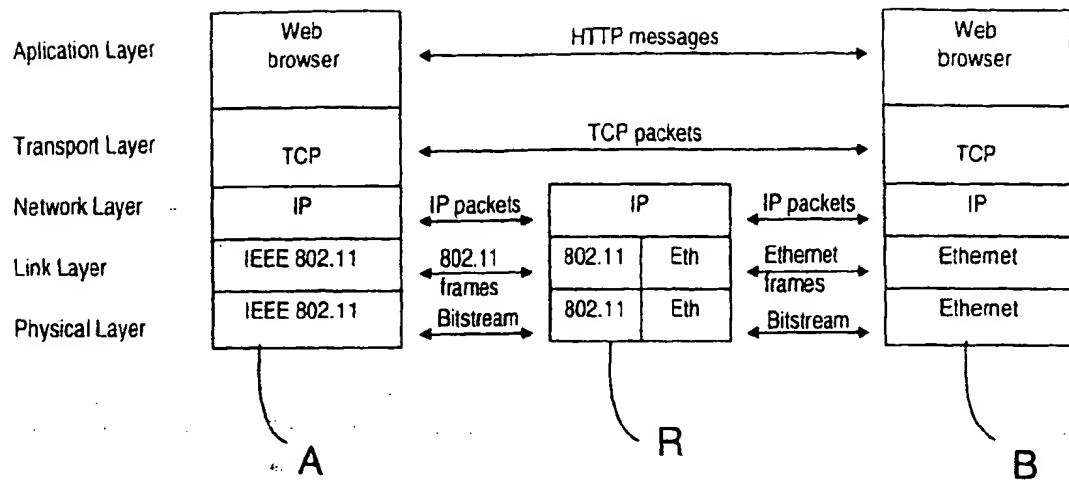 Aplication Layer
Web
browser
HTTP messages
Web
browser
Transport Layer
TCP
TCP packets
TCP
Network Layer
IP
IP packets
IP
IP packets
IP
Link Layer
IEEE 802.11
802.11
frames
802.11
Eth
Ethernet
frames
Ethernet
Physical Layer
IEEE 802.11
Bitstream
802.11
Eth
Bitstream
Ethernet
A
R
B